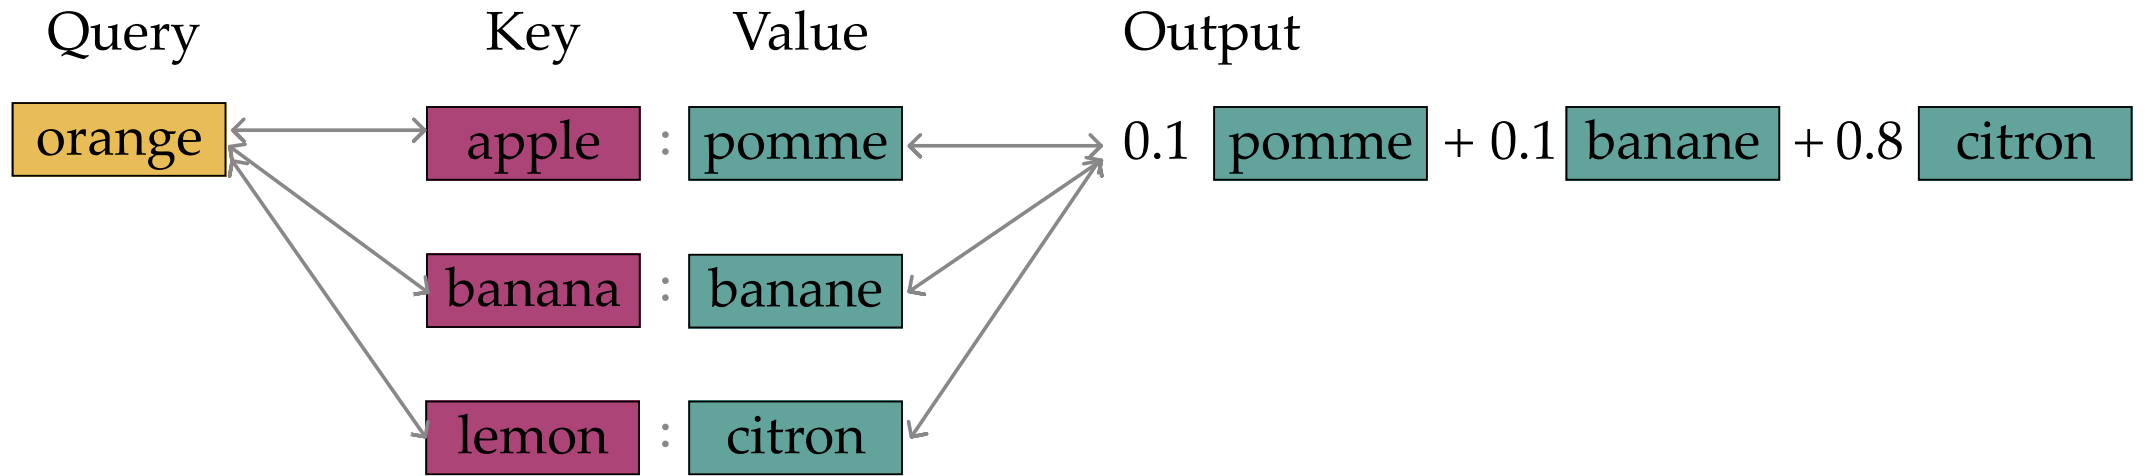 Query Key Value Output
orange apple : pomme 0.1 pomme + 0.1 banane + 0.8 citron
banana : banane
lemon : citron